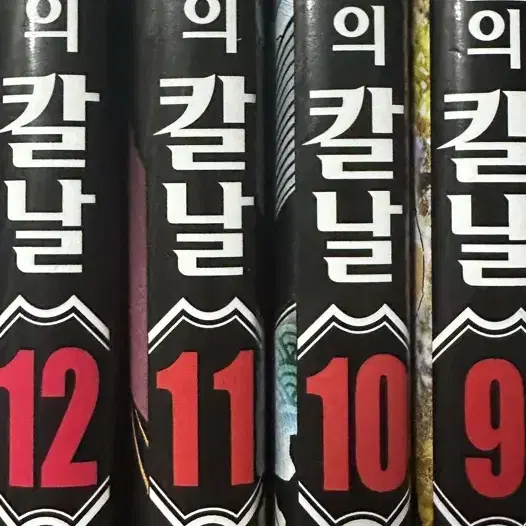 의 칼날 12
의 칼날 11
의 칼날 10
의 칼날 9